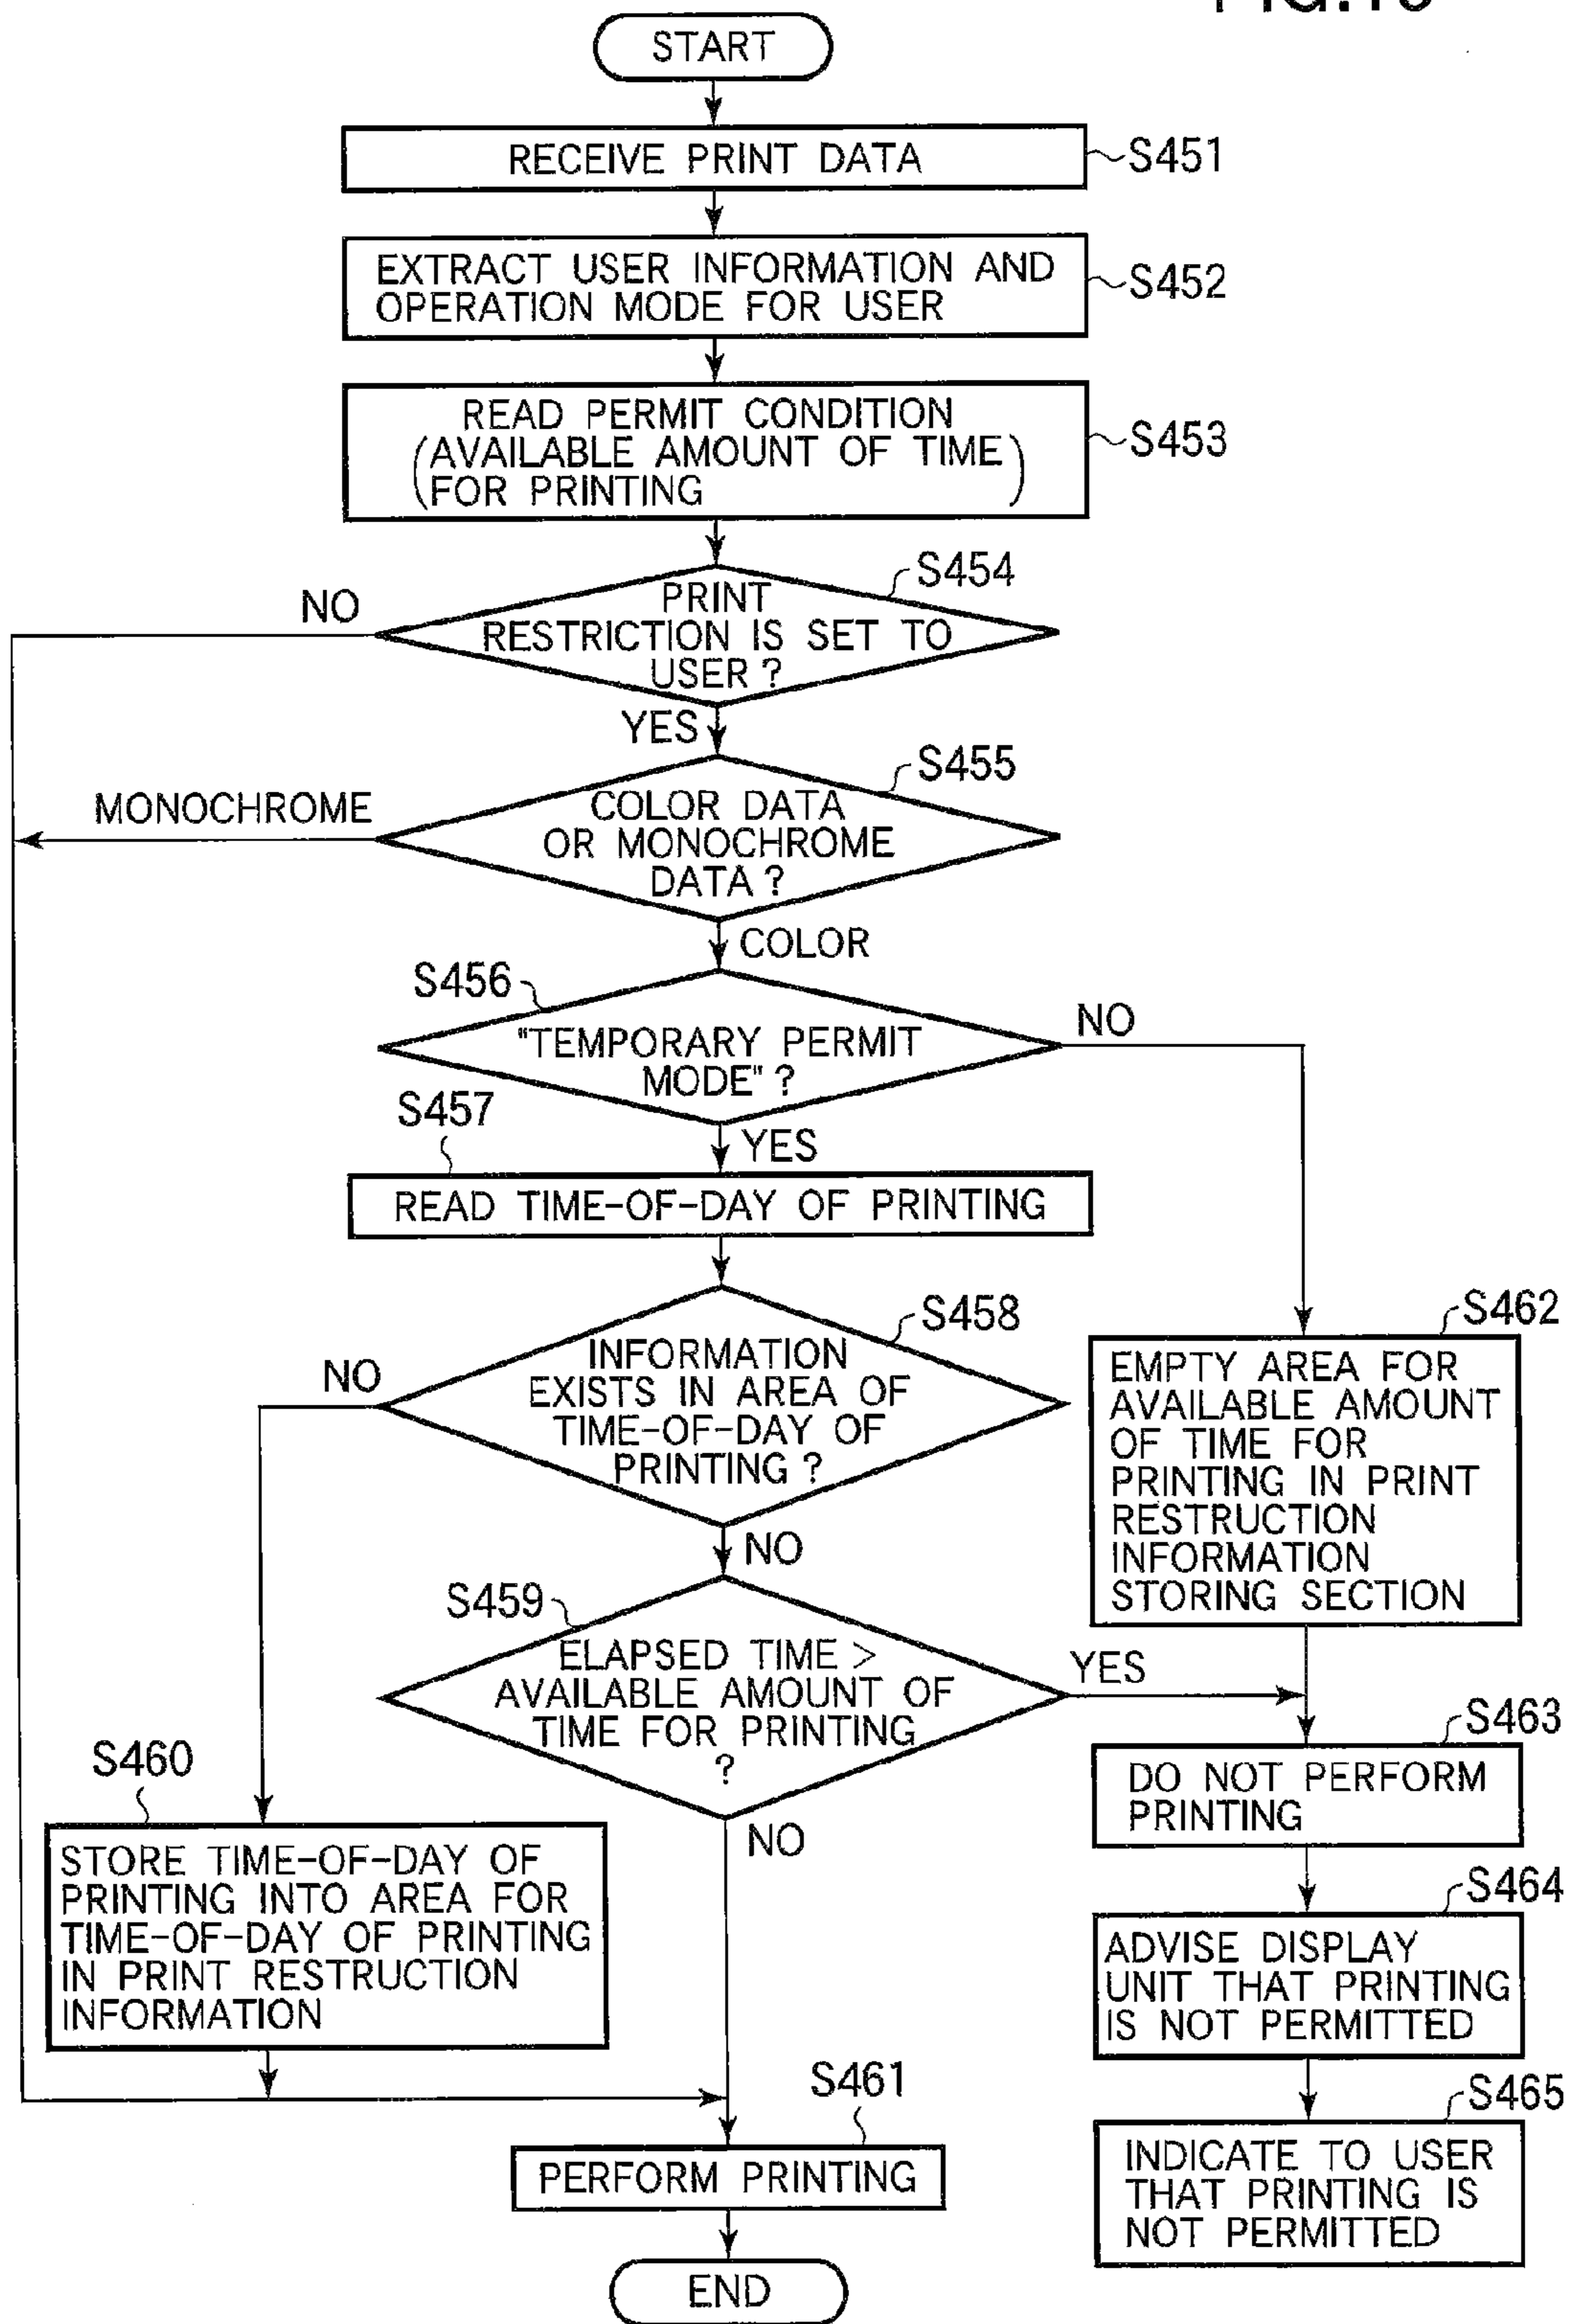 START
RECEIVE PRINT DATA
S451
EXTRACT USER INFORMATION AND
OPERATION MODE FOR USER
S452
READ PERMIT CONDITION
(AVAILABLE AMOUNT OF TIME
FOR PRINTING)
S453
S454
NO
PRINT
RESTRICTION IS SET TO
USER ?
YES
S455
MONOCHROME
COLOR DATA
OR MONOCHROME
DATA ?
COLOR
S456
"TEMPORARY PERMIT
MODE" ?
NO
S457
YES
READ TIME-OF-DAY OF PRINTING
S458
NO
INFORMATION
EXISTS IN AREA OF
TIME-OF-DAY OF
PRINTING ?
NO
S462
EMPTY AREA FOR
AVAILABLE AMOUNT
OF TIME FOR
PRINTING IN PRINT
RESTRUCTION
INFORMATION
STORING SECTION
S459
ELAPSED TIME >
AVAILABLE AMOUNT OF
TIME FOR PRINTING
?
YES
NO
S460
STORE TIME-OF-DAY OF
PRINTING INTO AREA FOR
TIME-OF-DAY OF PRINTING
IN PRINT RESTRUCTION
INFORMATION
S463
DO NOT PERFORM
PRINTING
S464
ADVISE DISPLAY
UNIT THAT PRINTING
IS NOT PERMITTED
S465
INDICATE TO USER
THAT PRINTING IS
NOT PERMITTED
S461
PERFORM PRINTING
END